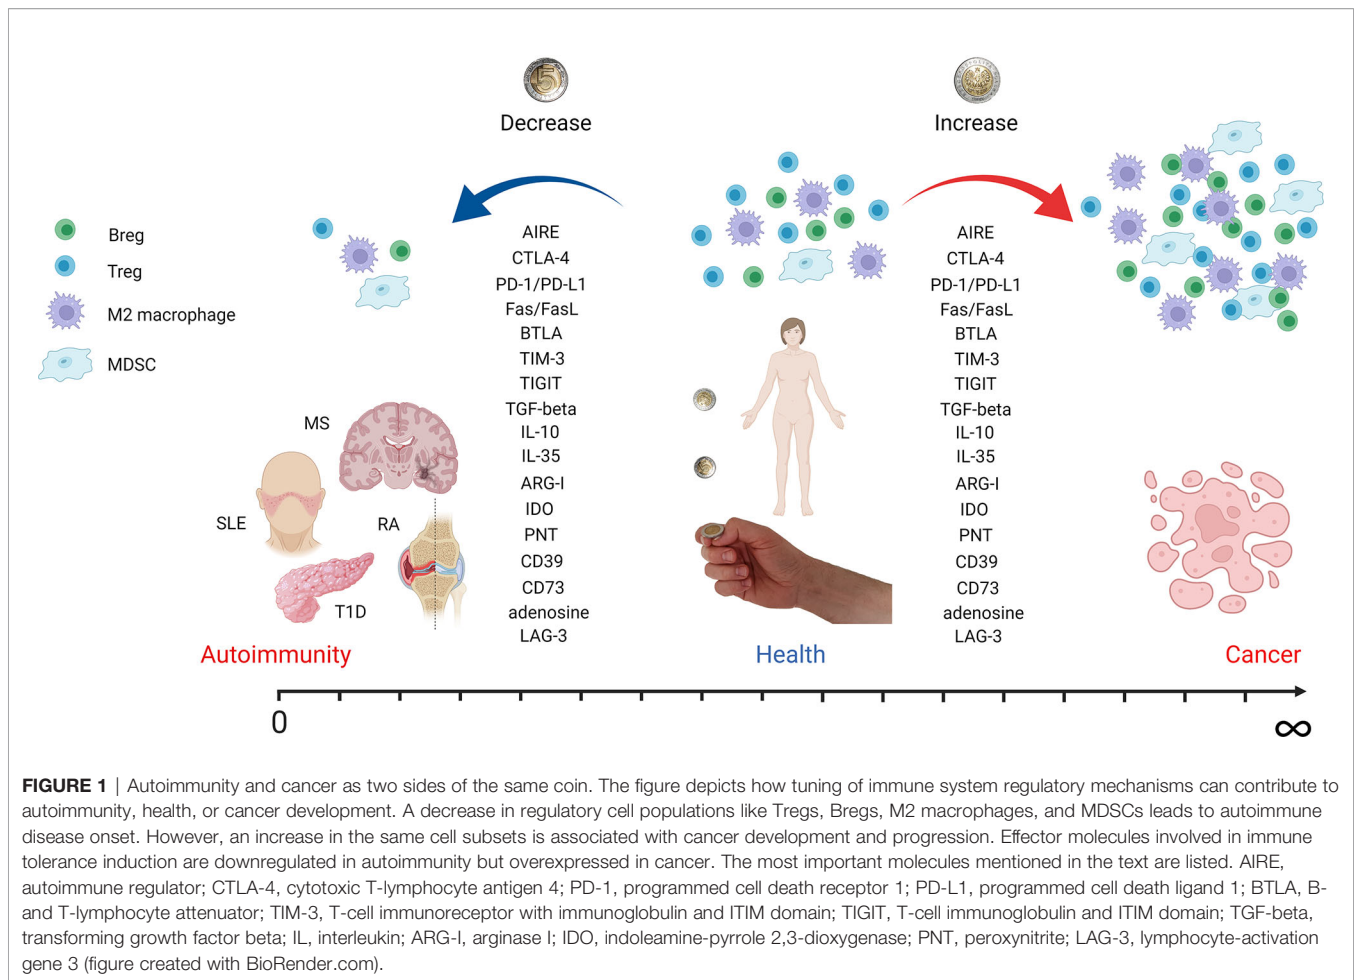 Decrease
Increase
Breg
Treg
M2 macrophage
MDSC
AIRE
CTLA-4
PD-1/PD-L1
Fas/FasL
BTLA
TIM-3
TIGIT
TGF-beta
IL-10
IL-35
ARG-I
IDO
PNT
CD39
CD73
adenosine
LAG-3
AIRE
CTLA-4
PD-1/PD-L1
Fas/FasL
BTLA
TIM-3
TIGIT
TGF-beta
IL-10
IL-35
ARG-I
IDO
PNT
CD39
CD73
adenosine
LAG-3
MS
SLE
RA
T1D
Autoimmunity
Health
Cancer
0
∞
FIGURE 1 | Autoimmunity and cancer as two sides of the same coin. The figure depicts how tuning of immune system regulatory mechanisms can contribute to
autoimmunity, health, or cancer development. A decrease in regulatory cell populations like Tregs, Bregs, M2 macrophages, and MDSCs leads to autoimmune
disease onset. However, an increase in the same cell subsets is associated with cancer development and progression. Effector molecules involved in immune
tolerance induction are downregulated in autoimmunity but overexpressed in cancer. The most important molecules mentioned in the text are listed. AIRE,
autoimmune regulator; CTLA-4, cytotoxic T-lymphocyte antigen 4; PD-1, programmed cell death receptor 1; PD-L1, programmed cell death ligand 1; BTLA, B-
and T-lymphocyte attenuator; TIM-3, T-cell immunoreceptor with immunoglobulin and ITIM domain; TIGIT, T-cell immunoglobulin and ITIM domain; TGF-beta,
transforming growth factor beta; IL, interleukin; ARG-I, arginase I; IDO, indoleamine-pyrrole 2,3-dioxygenase; PNT, peroxynitrite; LAG-3, lymphocyte-activation
gene 3 (figure created with BioRender.com).